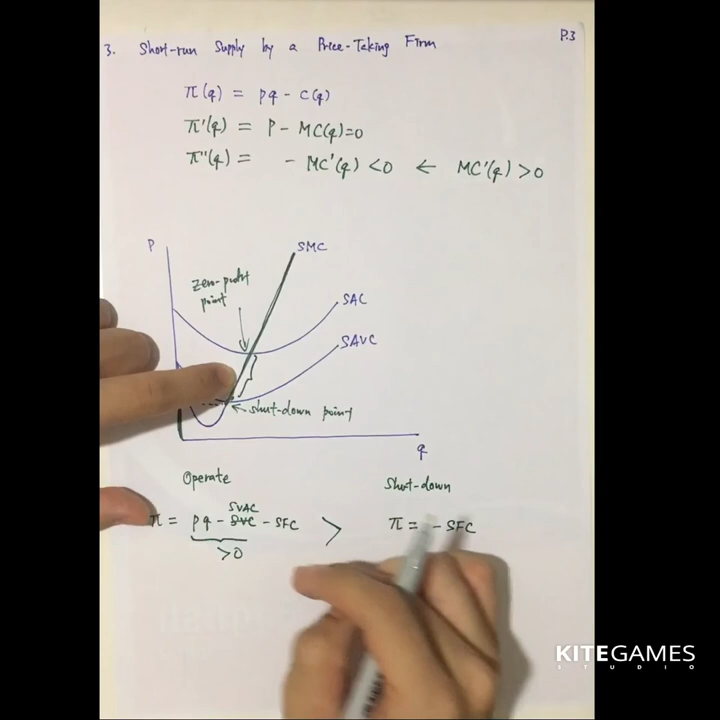 P.3
3. Short-run Supply by a Price-Taking Firm
π(q) = pq - c(q)
π'(q) = P - MC(q)=0
π''(q) = - MC'(q) <0 ← MC'(q) >0
P
SMC
zero-profit
point
SAC
SAVC
←shut-down point
q
Operate
Shut-down
SVAC
π = pq - SVC - SFC > π = - SFC
>0
KITEGAMES
STUDIO